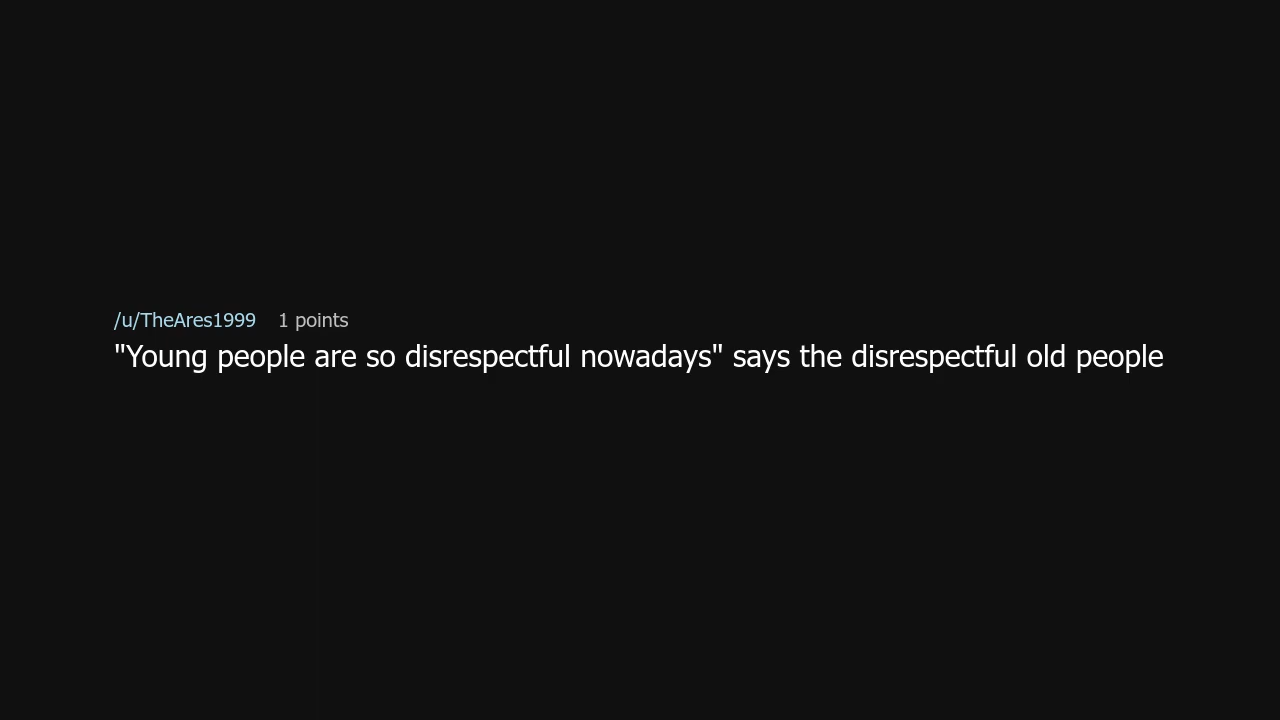 /u/TheAres1999 1 points
"Young people are so disrespectful nowadays" says the disrespectful old people